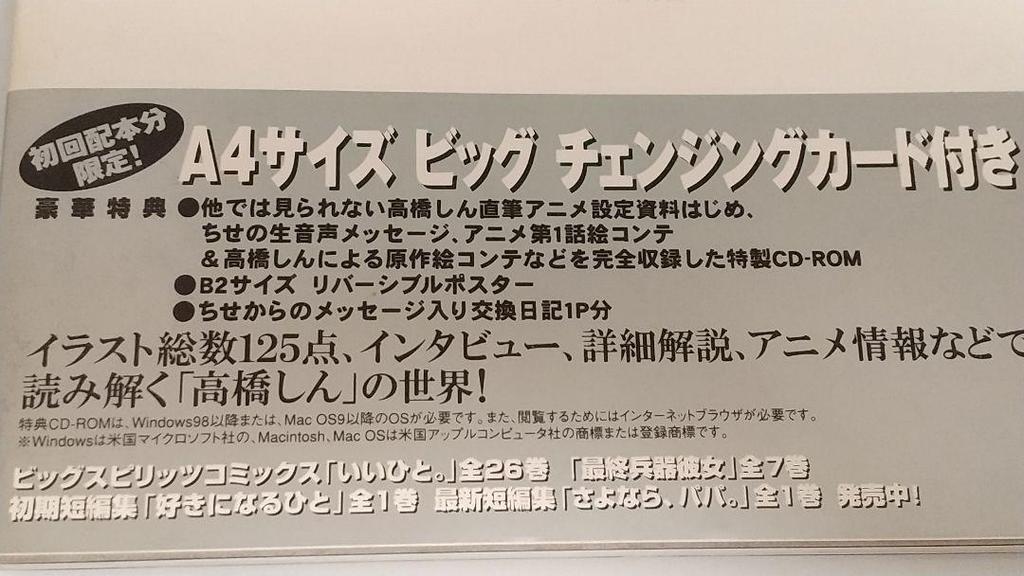 初回配本分
限定!
A4サイズ ビッグ チェンジングカード付き
豪華特典 ●他では見られない高橋しん直筆アニメ設定資料はじめ、
ちせの生音声メッセージ、アニメ第1話絵コンテ
&高橋しんによる原作絵コンテなどを完全収録した特製CD-ROM
●B2サイズ リバーシブルポスター
●ちせからのメッセージ入り交換日記1P分
イラスト総数125点、インタビュー、詳細解説、アニメ情報などで
読み解く「高橋しん」の世界!
特典CD-ROMは、Windows98以降または、Mac OS9以降のOSが必要です。また、閲覧するためにはインターネットブラウザが必要です。
※Windowsは米国マイクロソフト社の、Macintosh、Mac OSは米国アップルコンピュータ社の商標または登録商標です。
ビッグスピリッツコミックス「いいひと。」全26巻 「最終兵器彼女」全7巻
初期短編集「好きになるひと」全1巻 最新短編集「さよなら、パパ。」全1巻 発売中!